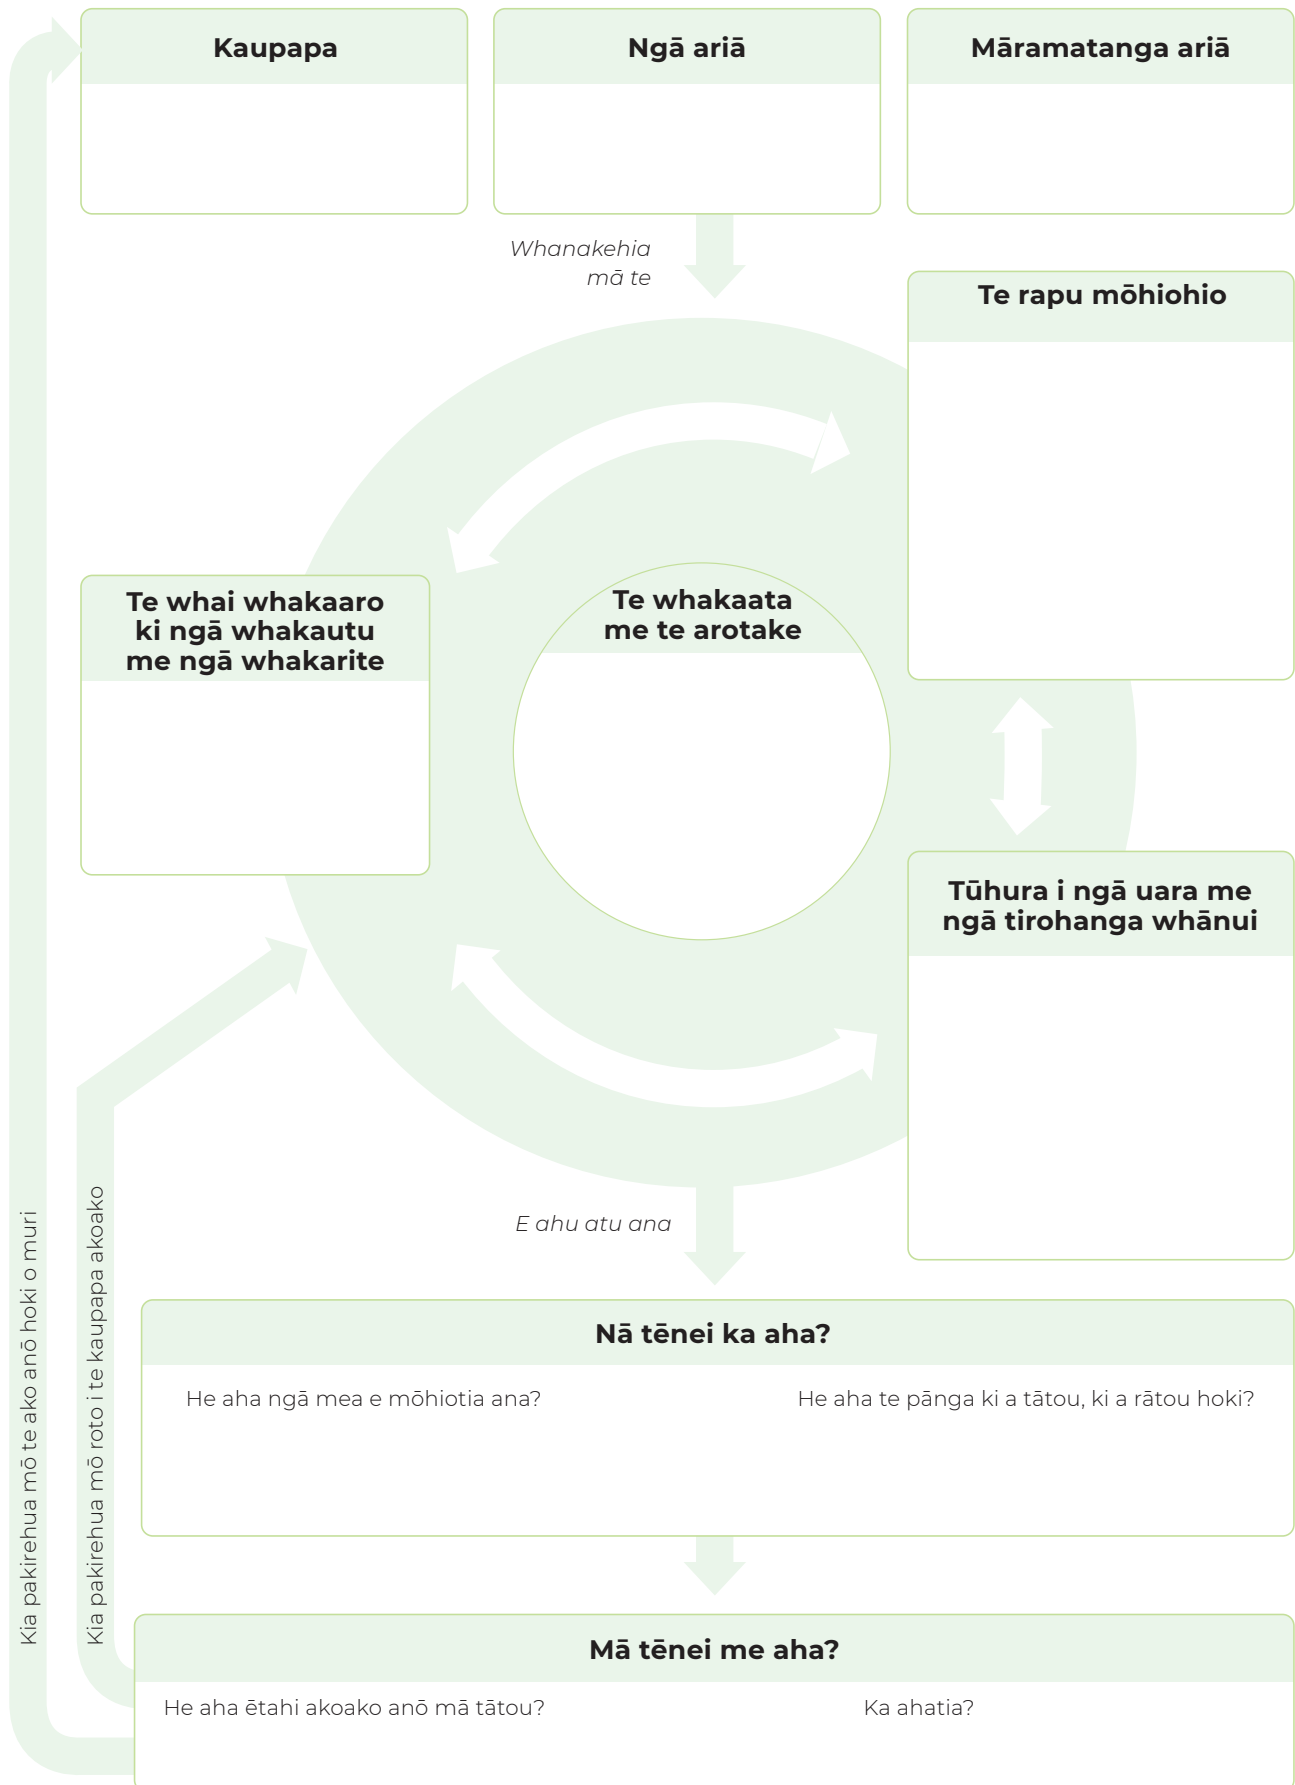 Kaupapa
Ngā ariā
Māramatanga ariā
Whanakehia
mā te
Te rapu mōhiohio
Te whai whakaaro
ki ngā whakautu
me ngā whakarite
Te whakaata
me te arotake
Tūhura i ngā uara me
ngā tirohanga whānui
E ahu atu ana
Nā tēnei ka aha?
He aha ngā mea e mōhiotia ana?
He aha te pānga ki a tātou, ki a rātou hoki?
Mā tēnei me aha?
He aha ētahi akoako anō mā tātou?
Ka ahatia?
Kia pakirehua mō te ako anō hoki o muri
Kia pakirehua mō roto i te kaupapa akoako